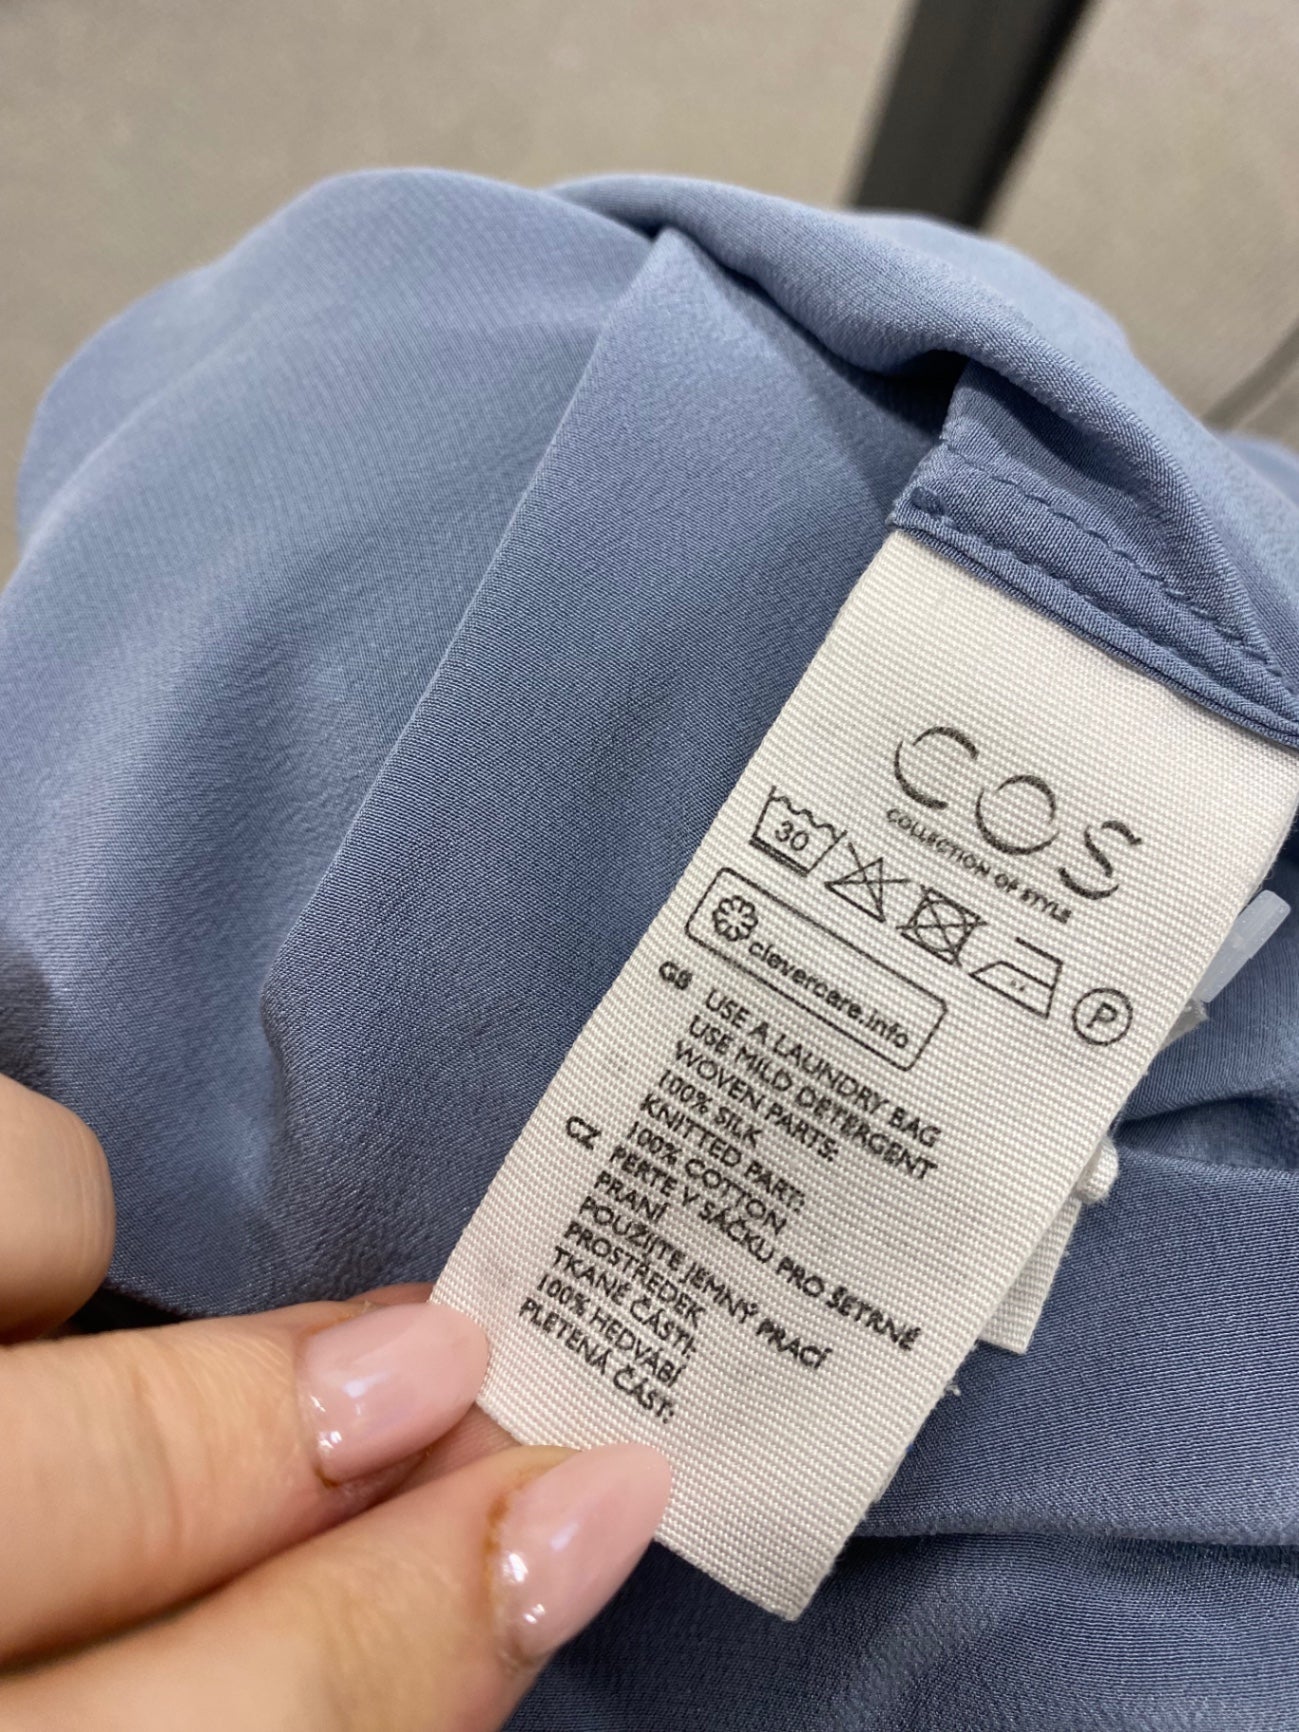 COS
COLLECTION OF STYLE
30
P
clevercare.info
GB USE A LAUNDRY BAG
USE MILD DETERGENT
WOVEN PARTS:
100% SILK
KNITTED PART:
100% COTTON
CZ PERTE V SÁČKU PRO ŠETRNÉ
PRANÍ
POUŽIJTE JEMNÝ PRACÍ
PROSTŘEDEK
TKANÉ ČÁSTI:
100% HEDVÁBÍ
PLETENÁ ČÁST: